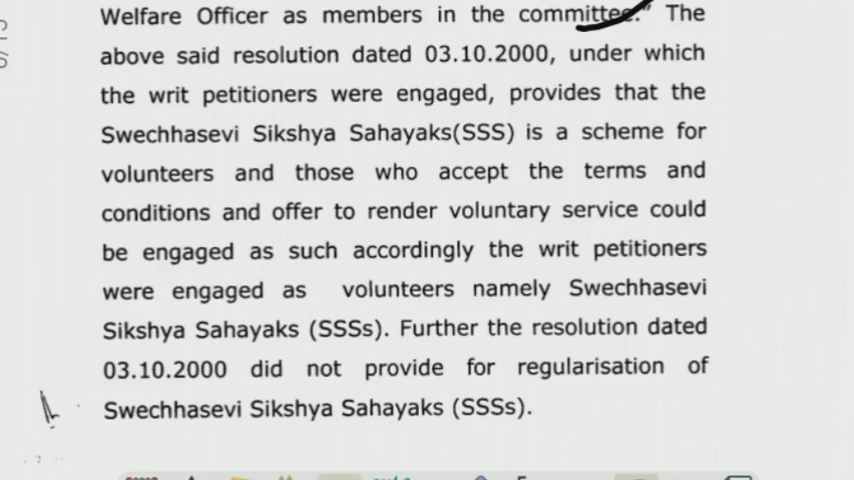 Welfare Officer as members in the committee." The
above said resolution dated 03.10.2000, under which
the writ petitioners were engaged, provides that the
Swechhasevi Sikshya Sahayaks(SSS) is a scheme for
volunteers and those who accept the terms and
conditions and offer to render voluntary service could
be engaged as such accordingly the writ petitioners
were engaged as volunteers namely Swechhasevi
Sikshya Sahayaks (SSSs). Further the resolution dated
03.10.2000 did not provide for regularisation of
Swechhasevi Sikshya Sahayaks (SSSs).